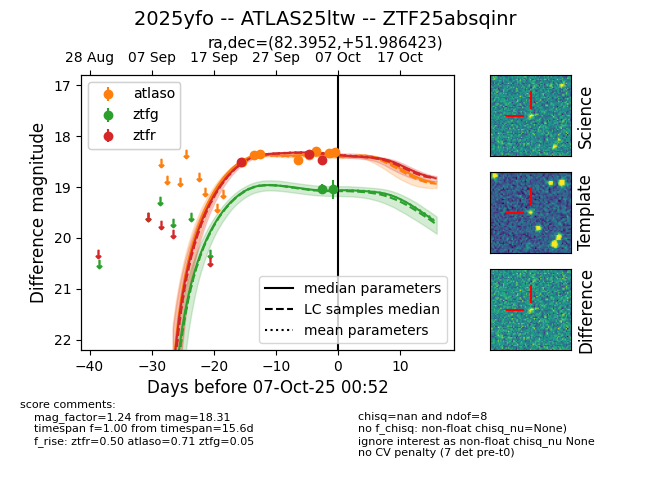 2025yfo -- ATLAS25ltw -- ZTF25absqinr
ra,dec=(82.3952,+51.986423)
28 Aug 07 Sep 17 Sep 27 Sep 07 Oct 17 Oct
17
18
19
20
21
22
Difference magnitude
atlaso
ztfg
ztfr
median parameters
LC samples median
mean parameters
−40 −30 −20 −10 0 10
Days before 07-Oct-25 00:52
Science
Template
Difference
score comments:
mag_factor=1.24 from mag=18.31
timespan f=1.00 from timespan=15.6d
f_rise: ztfr=0.50 atlaso=0.71 ztfg=0.05
chisq=nan and ndof=8
no f_chisq: non-float chisq_nu=None)
ignore interest as non-float chisq_nu None
no CV penalty (7 det pre-t0)